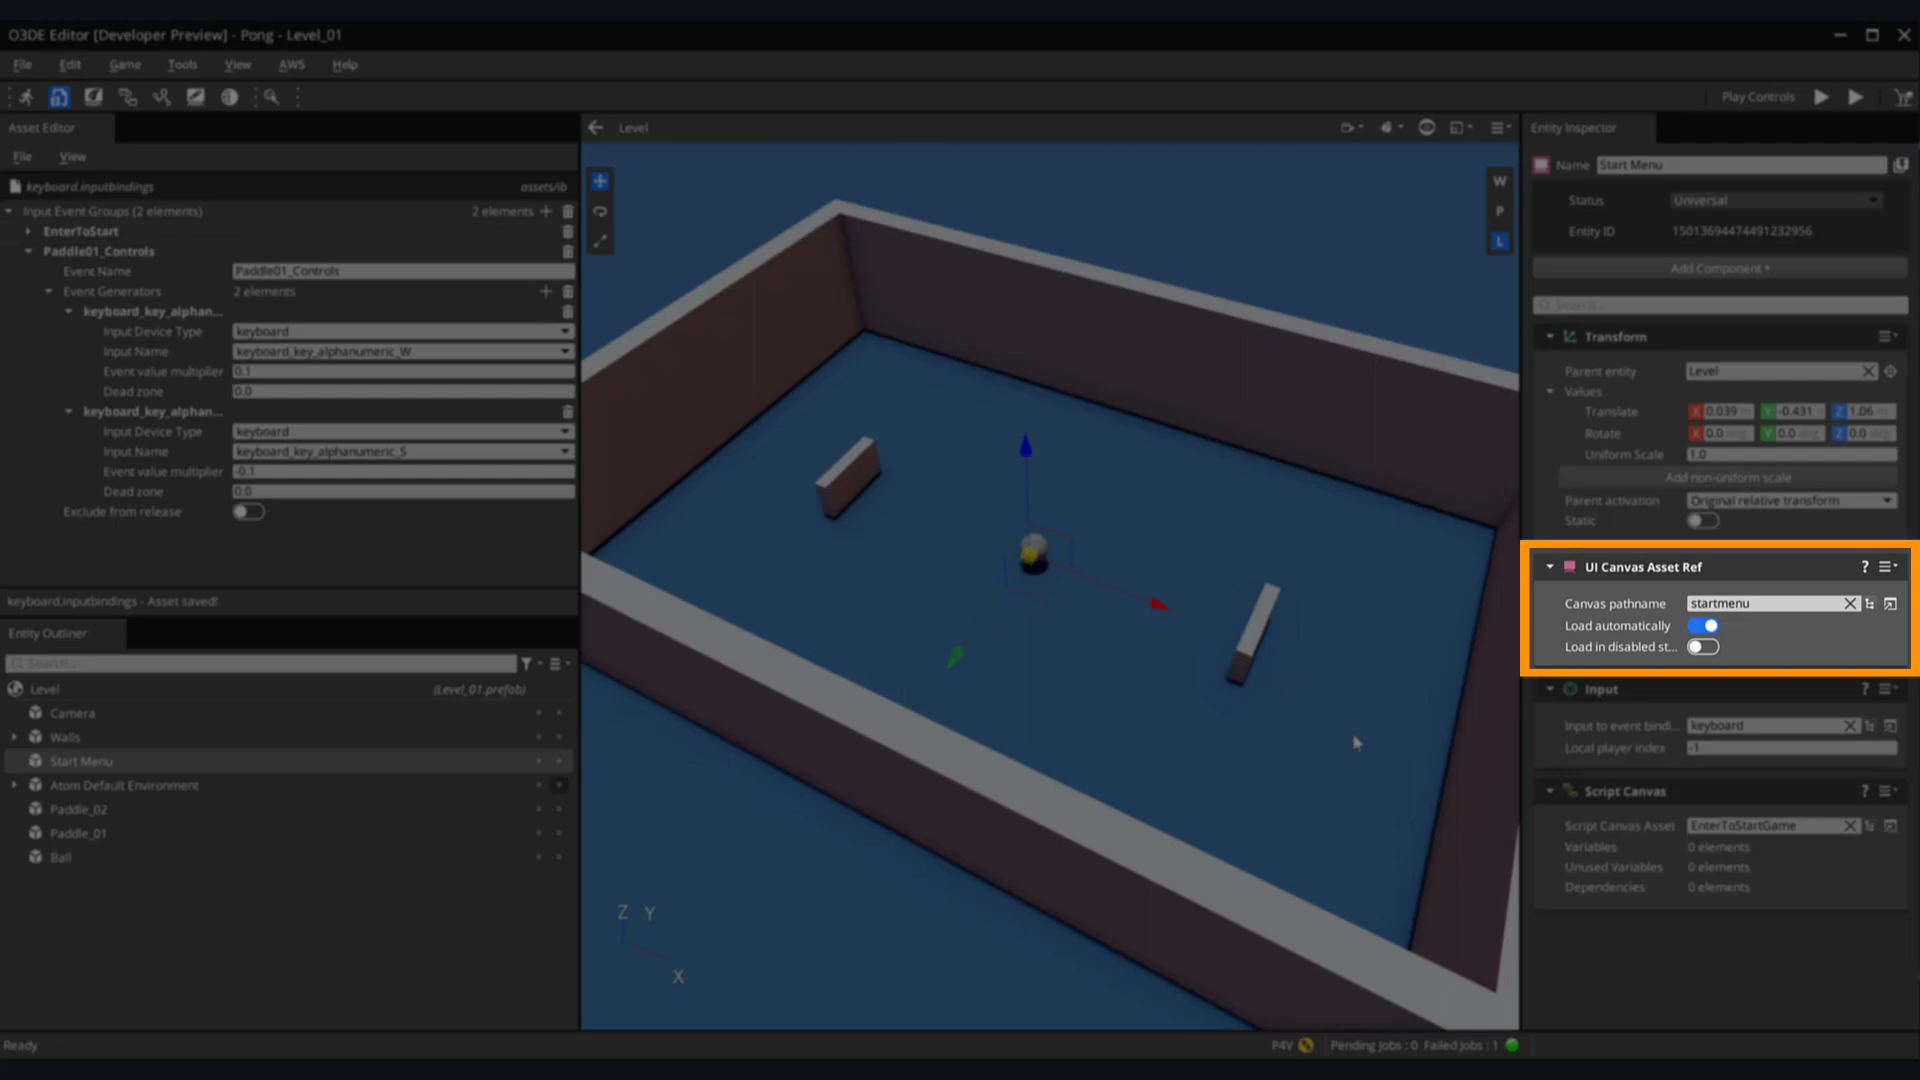 O3DE Editor [Developer Preview] - Pong - Level_01
File Edit Game Tools View AWS Help
Play Controls
Asset Editor
File View
keyboard.inputbindings assets/ib
Input Event Groups (2 elements) 2 elements
EnterToStart
Paddle01_Controls
Event Name Paddle01_Controls
Event Generators 2 elements
keyboard_key_alphan...
Input Device Type keyboard
Input Name keyboard_key_alphanumeric_W
Event value multiplier 0.1
Dead zone 0.0
keyboard_key_alphan...
Input Device Type keyboard
Input Name keyboard_key_alphanumeric_S
Event value multiplier -0.1
Dead zone 0.0
Exclude from release
keyboard.inputbindings - Asset saved!
Entity Outliner
Search...
Level (Level_01.prefab)
Camera
Walls
Start Menu
Atom Default Environment
Paddle_02
Paddle_01
Ball
Level
W
P
L
Z Y
X
Entity Inspector
Name Start Menu
Status Universal
Entity ID 15013694474491232956
Add Component
Search...
Transform
Parent entity Level
Values
Translate X 0.039 m Y -0.431 Z 1.06 m
Rotate X 0.0 deg Y 0.0 deg Z 0.0 deg
Uniform Scale 1.0
Add non-uniform scale
Parent activation Original relative transform
Static
UI Canvas Asset Ref ?
Canvas pathname startmenu
Load automatically
Load in disabled st...
Input ?
Input to event bindi... keyboard
Local player index -1
Script Canvas ?
Script Canvas Asset EnterToStartGame
Variables 0 elements
Unused Variables 0 elements
Dependencies 0 elements
Ready
P4V Pending Jobs : 0 Failed Jobs : 1